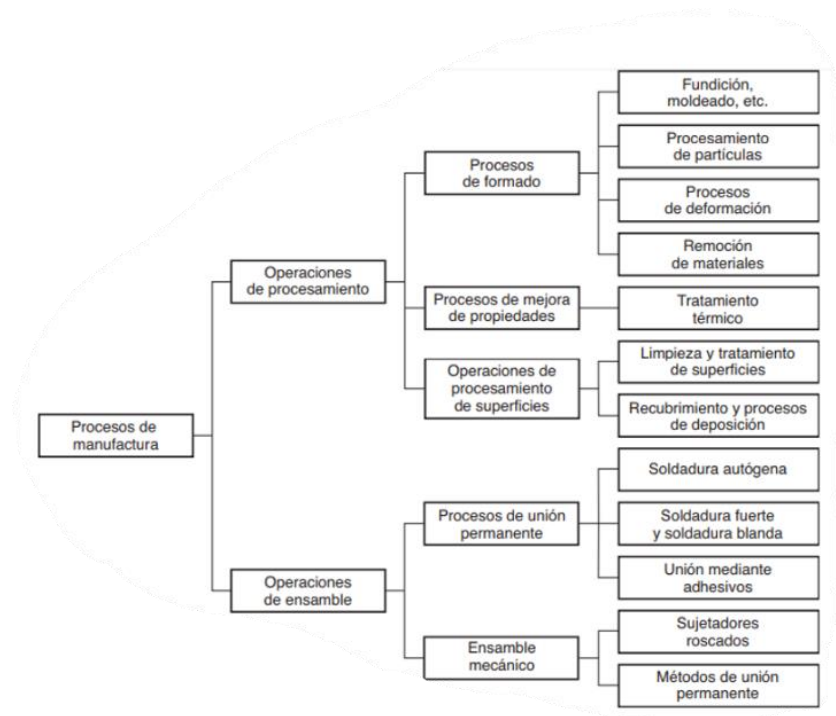 Fundición,
moldeado, etc.
Procesos
de formado
Procesamiento
de partículas
Procesos
de deformación
Remoción
de materiales
Operaciones
de procesamiento
Procesos de mejora
de propiedades
Tratamiento
térmico
Operaciones de
procesamiento
de superficies
Limpieza y tratamiento
de superficies
Recubrimiento y procesos
de deposición
Procesos de
manufactura
Soldadura autógena
Procesos de unión
permanente
Soldadura fuerte
y soldadura blanda
Operaciones
de ensamble
Unión mediante
adhesivos
Ensamble
mecánico
Sujetadores
roscados
Métodos de unión
permanente